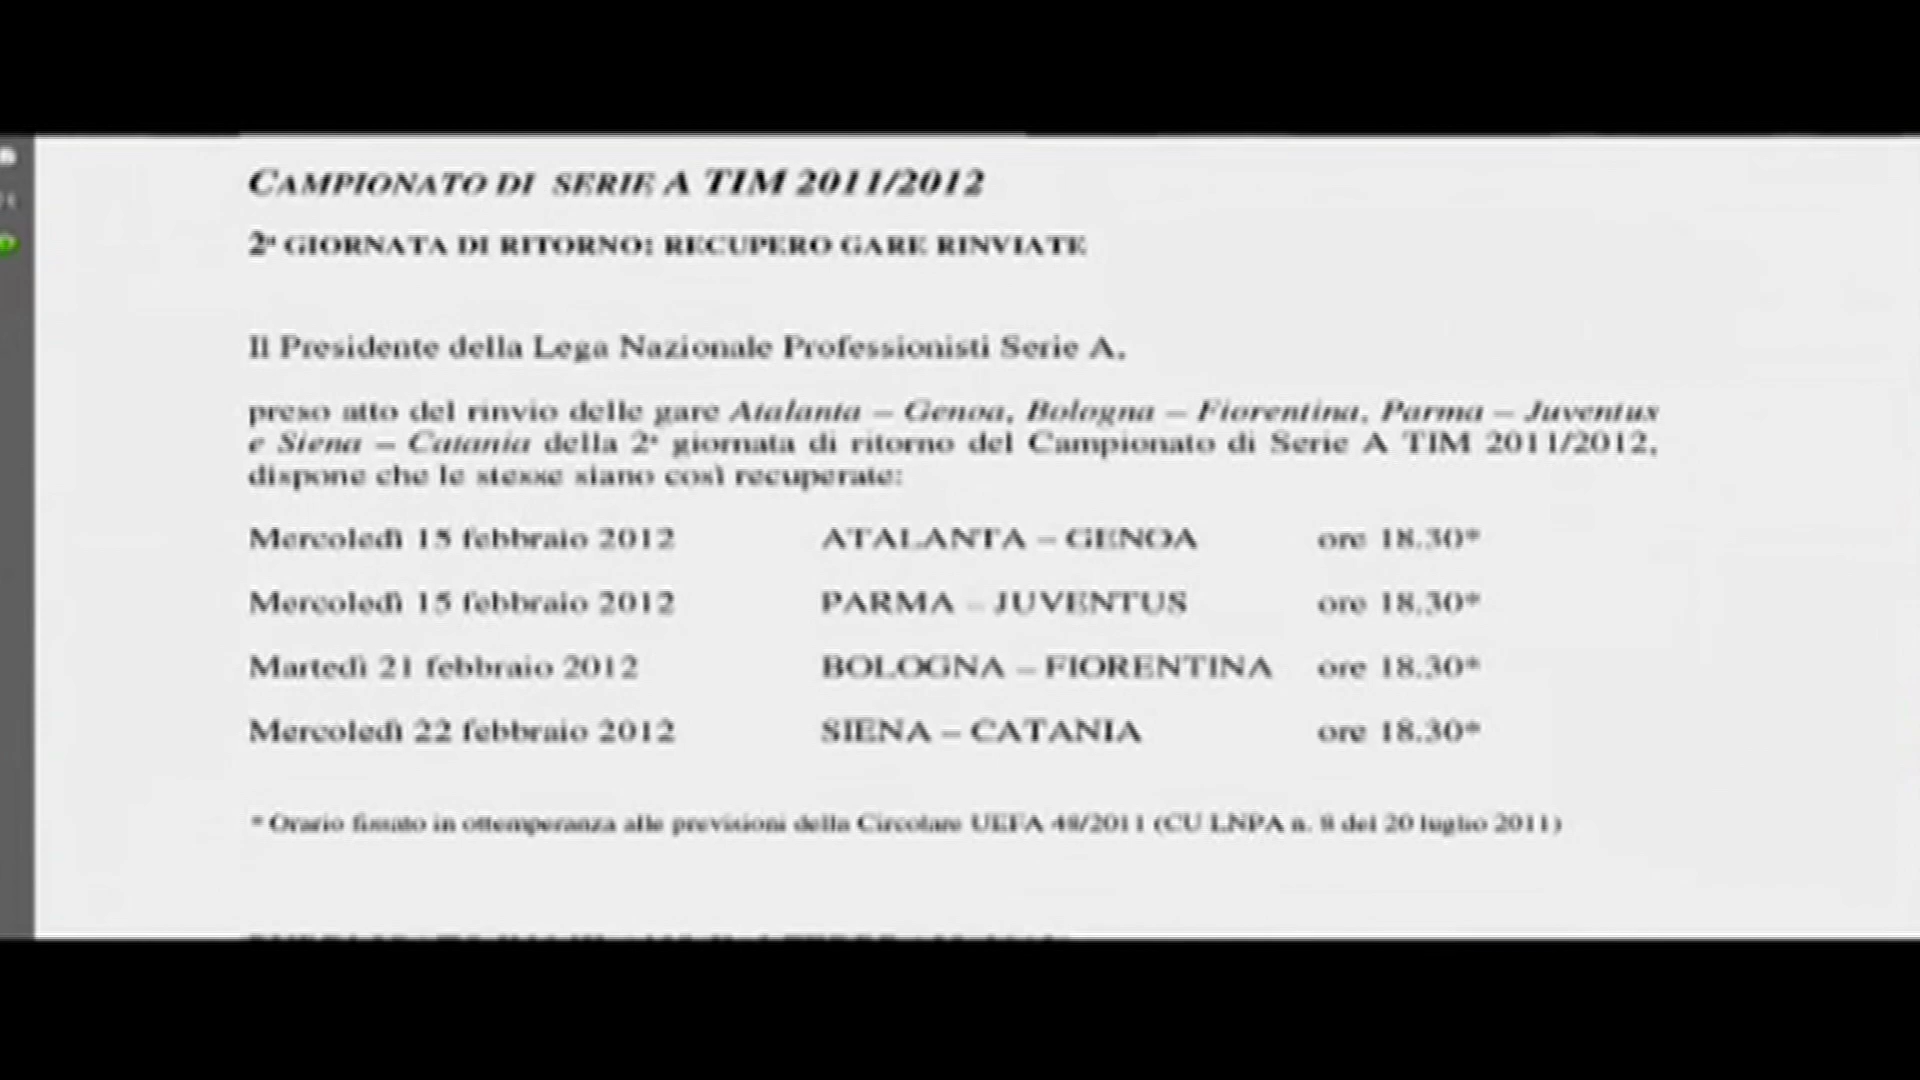 CAMPIONATO DI SERIE A TIM 2011/2012
2ª GIORNATA DI RITORNO: RECUPERO GARE RINVIATE
Il Presidente della Lega Nazionale Professionisti Serie A,
preso atto del rinvio delle gare Atalanta – Genoa, Bologna – Fiorentina, Parma – Juventus
e Siena – Catania della 2ª giornata di ritorno del Campionato di Serie A TIM 2011/2012,
dispone che le stesse siano così recuperate:
Mercoledì 15 febbraio 2012 ATALANTA – GENOA ore 18.30*
Mercoledì 15 febbraio 2012 PARMA – JUVENTUS ore 18.30*
Martedì 21 febbraio 2012 BOLOGNA – FIORENTINA ore 18.30*
Mercoledì 22 febbraio 2012 SIENA – CATANIA ore 18.30*
* Orario fissato in ottemperanza alle previsioni della Circolare UEFA 48/2011 (CU LNPA n. 8 del 20 luglio 2011)